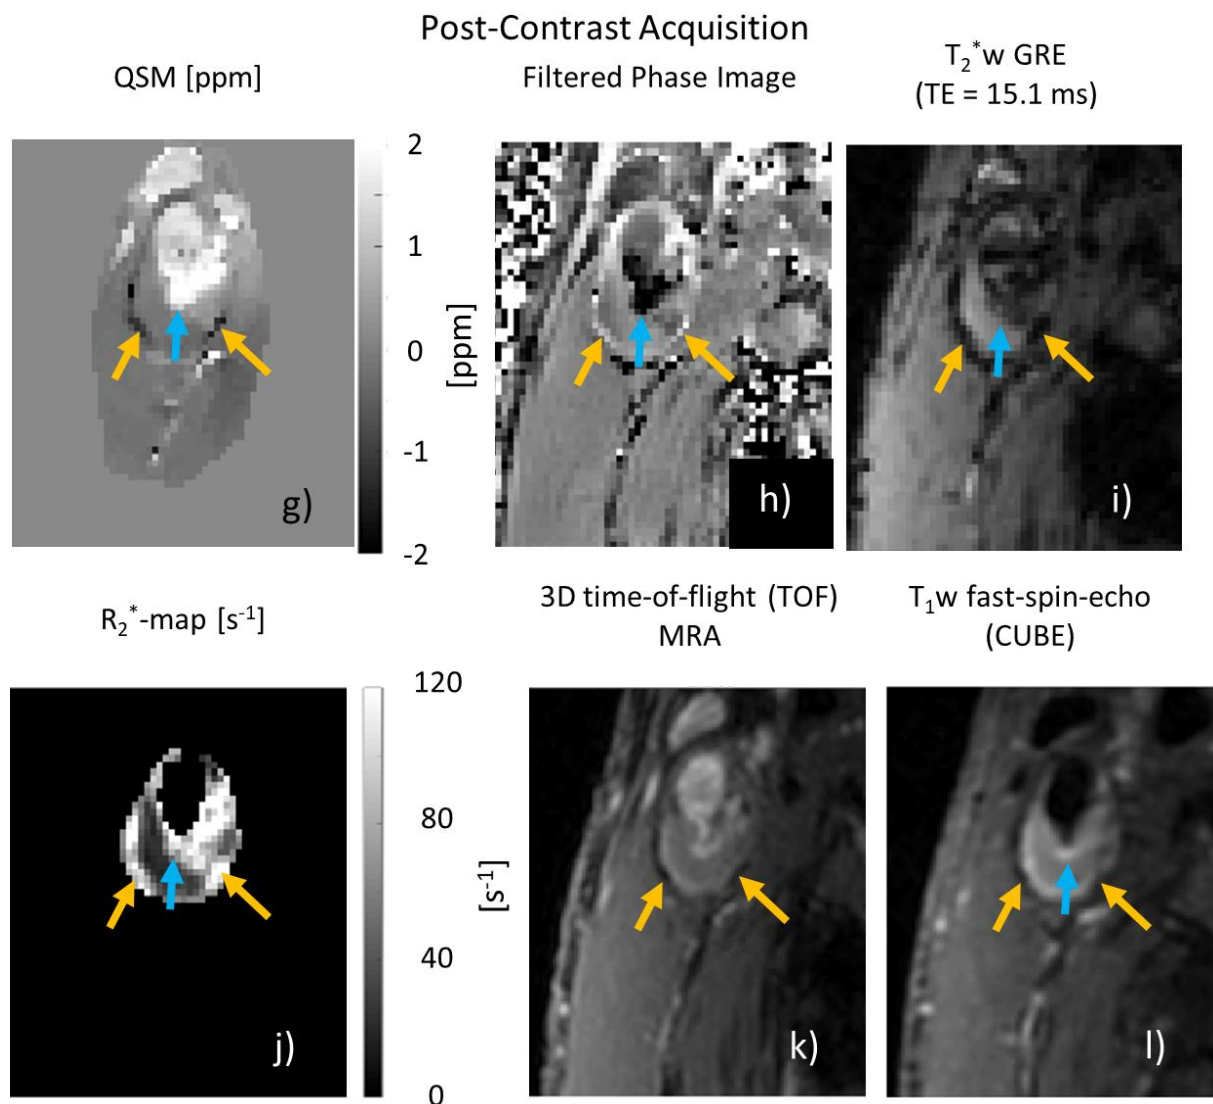 Post-Contrast Acquisition
QSM [ppm]
Filtered Phase Image
T₂*w GRE
(TE = 15.1 ms)
2
1
0
-1
-2
[ppm]
g)
h)
i)
R₂*-map [s⁻¹]
3D time-of-flight (TOF)
MRA
T₁w fast-spin-echo
(CUBE)
120
80
40
0
[s⁻¹]
j)
k)
l)